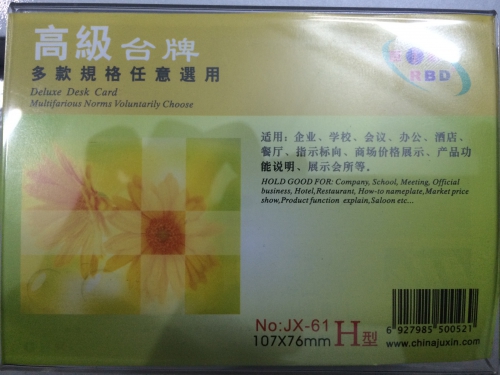 高級台牌
多款規格任意選用
Deluxe Desk Card
Multifarious Norms Voluntarily Choose
RBD
适用：企业、学校、会议、办公、酒店、
餐厅、指示标向、商场价格展示、产品功
能说明、展示会所等。
HOLD GOOD FOR: Company, School, Meeting, Official
business, Hotel,Restaurant, How-to nameplate,Market price
show,Product function explain,Saloon etc...
No:JX-61
107X76mm H型
6 927985 500521
www.chinajuxin.com